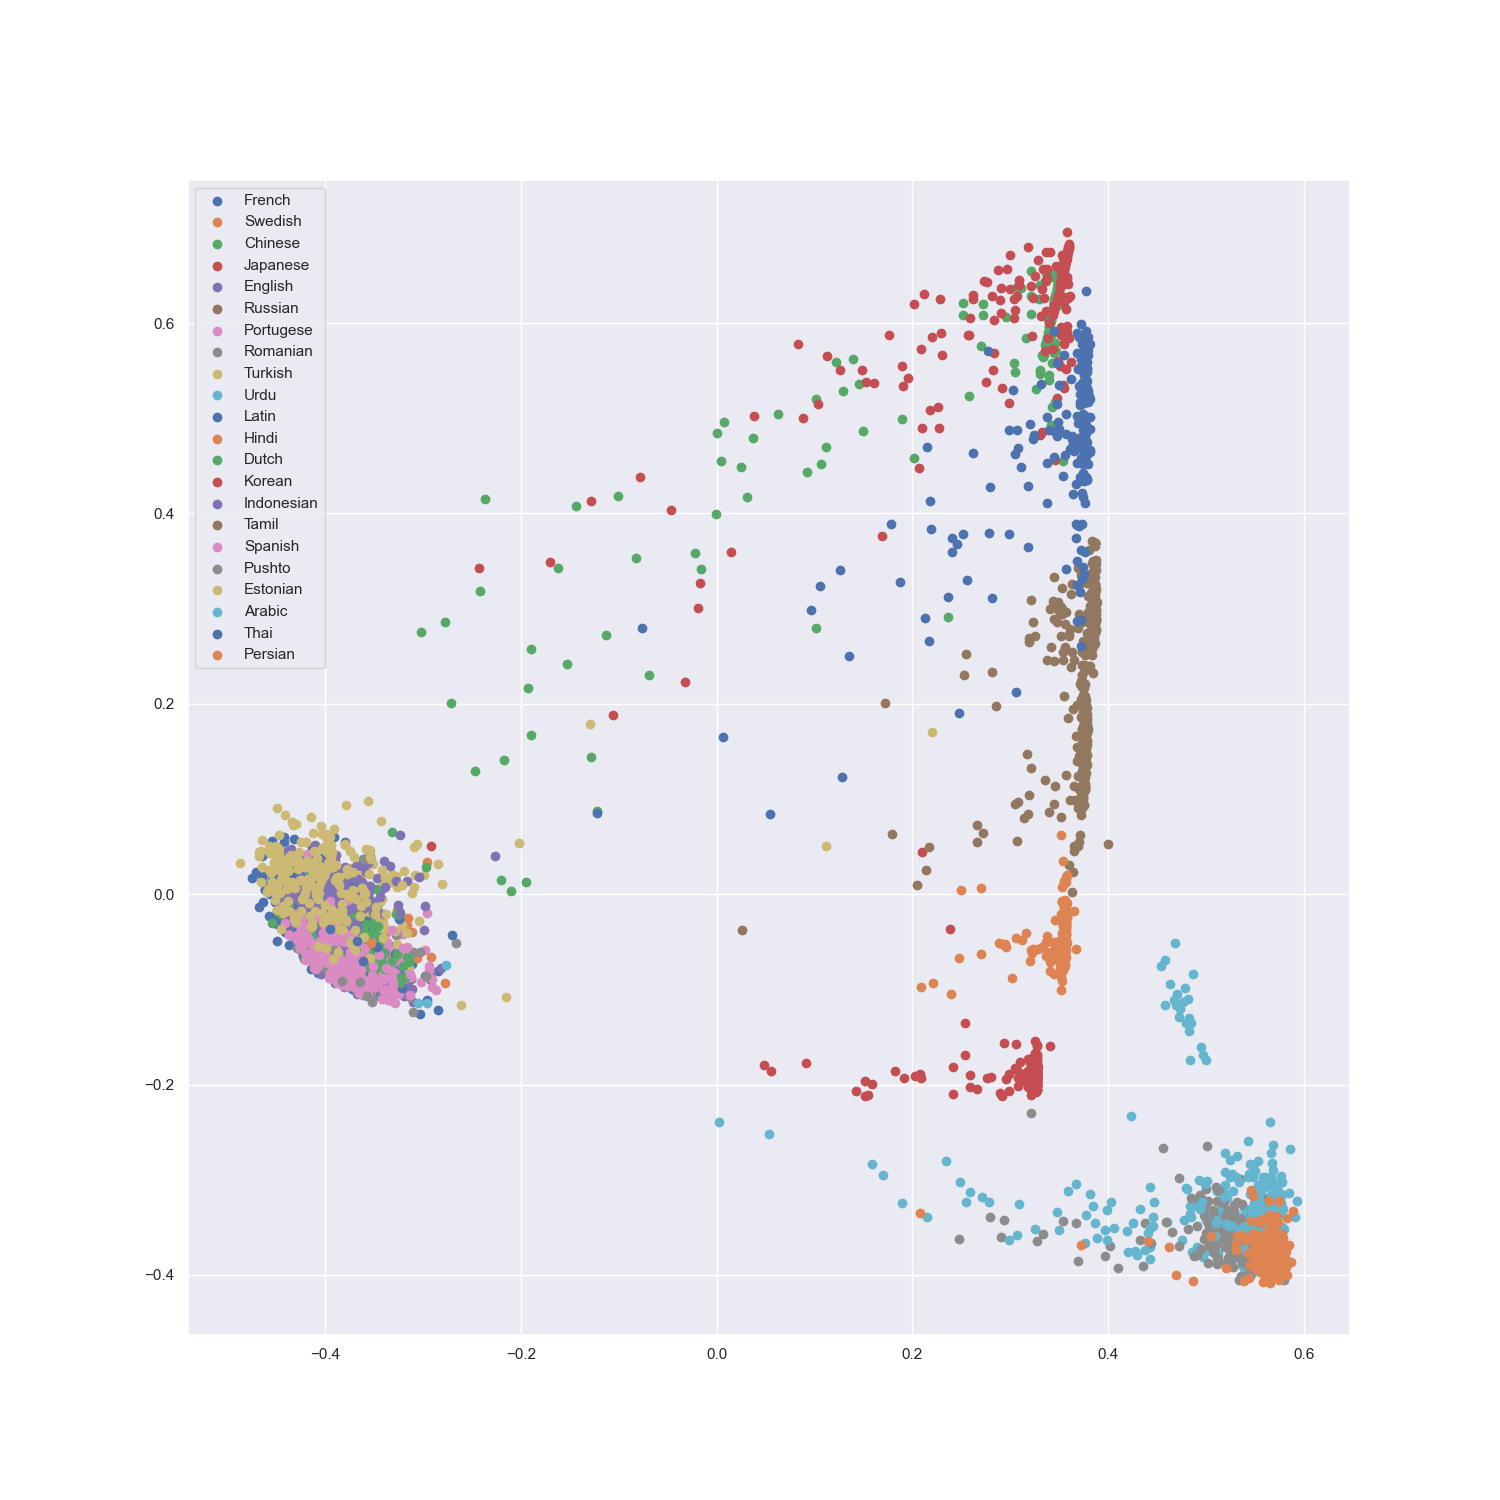 French
Swedish
Chinese
Japanese
English
Russian
Portugese
Romanian
Turkish
Urdu
Latin
Hindi
Dutch
Korean
Indonesian
Tamil
Spanish
Pushto
Estonian
Arabic
Thai
Persian
0.6
0.4
0.2
0.0
−0.2
−0.4
−0.4 −0.2 0.0 0.2 0.4 0.6